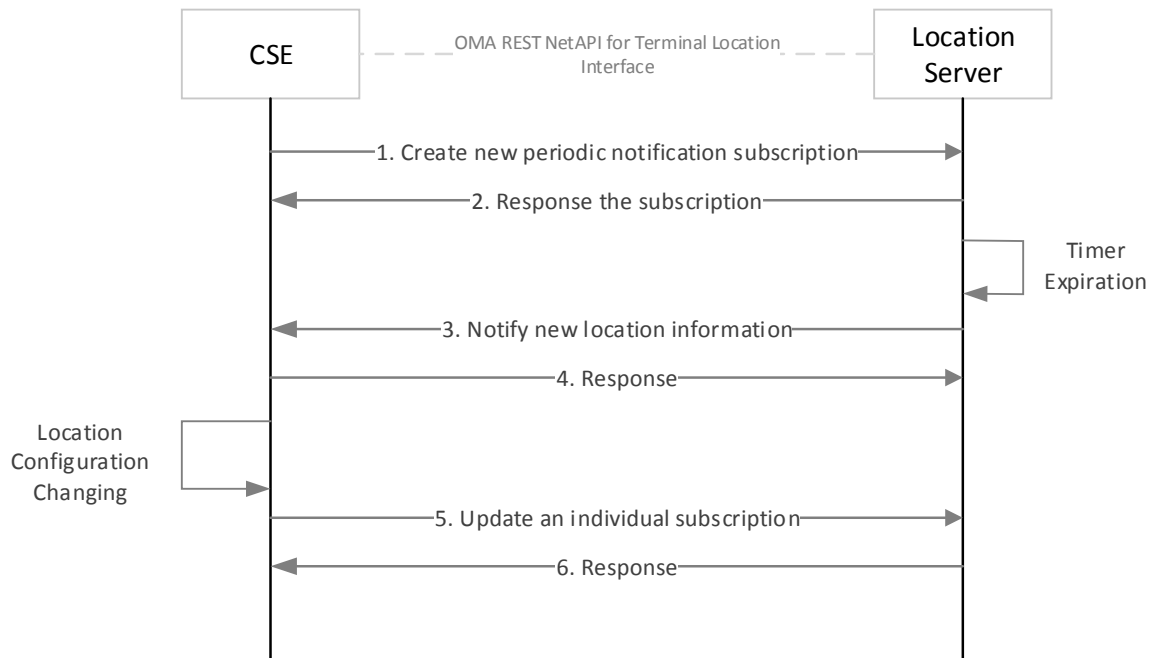 CSE
OMA REST NetAPI for Terminal Location
Interface
Location
Server
1. Create new periodic notification subscription
2. Response the subscription
Timer
Expiration
3. Notify new location information
4. Response
Location
Configuration
Changing
5. Update an individual subscription
6. Response